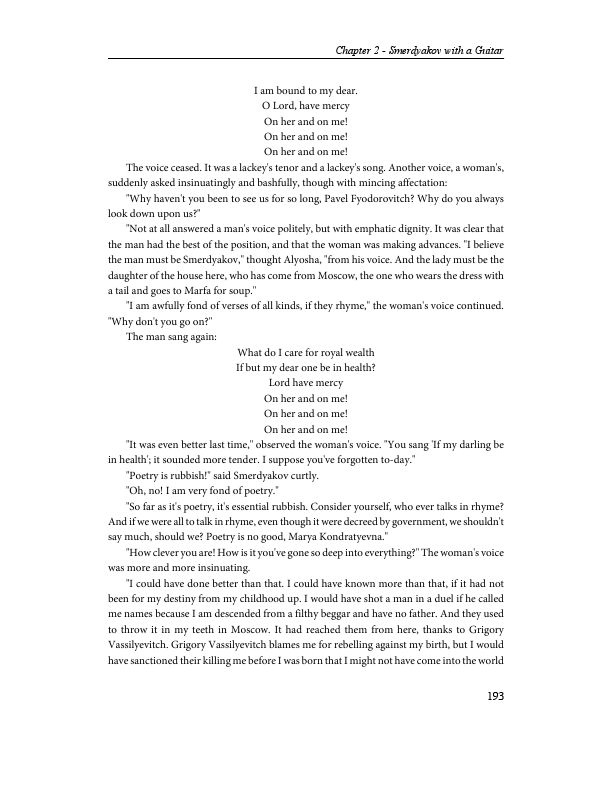 Chapter 2 - Smerdyakov with a Guitar
I am bound to my dear.
O Lord, have mercy
On her and on me!
On her and on me!
On her and on me!
The voice ceased. It was a lackey's tenor and a lackey's song. Another voice, a woman's,
suddenly asked insinuatingly and bashfully, though with mincing affectation:
"Why haven't you been to see us for so long, Pavel Fyodorovitch? Why do you always
look down upon us?"
"Not at all answered a man's voice politely, but with emphatic dignity. It was clear that
the man had the best of the position, and that the woman was making advances. "I believe
the man must be Smerdyakov," thought Alyosha, "from his voice. And the lady must be the
daughter of the house here, who has come from Moscow, the one who wears the dress with
a tail and goes to Marfa for soup."
"I am awfully fond of verses of all kinds, if they rhyme," the woman's voice continued.
"Why don't you go on?"
The man sang again:
What do I care for royal wealth
If but my dear one be in health?
Lord have mercy
On her and on me!
On her and on me!
On her and on me!
"It was even better last time," observed the woman's voice. "You sang 'If my darling be
in health'; it sounded more tender. I suppose you've forgotten to-day."
"Poetry is rubbish!" said Smerdyakov curtly.
"Oh, no! I am very fond of poetry."
"So far as it's poetry, it's essential rubbish. Consider yourself, who ever talks in rhyme?
And if we were all to talk in rhyme, even though it were decreed by government, we shouldn't
say much, should we? Poetry is no good, Marya Kondratyevna."
"How clever you are! How is it you've gone so deep into everything?" The woman's voice
was more and more insinuating.
"I could have done better than that. I could have known more than that, if it had not
been for my destiny from my childhood up. I would have shot a man in a duel if he called
me names because I am descended from a filthy beggar and have no father. And they used
to throw it in my teeth in Moscow. It had reached them from here, thanks to Grigory
Vassilyevitch. Grigory Vassilyevitch blames me for rebelling against my birth, but I would
have sanctioned their killing me before I was born that I might not have come into the world
193